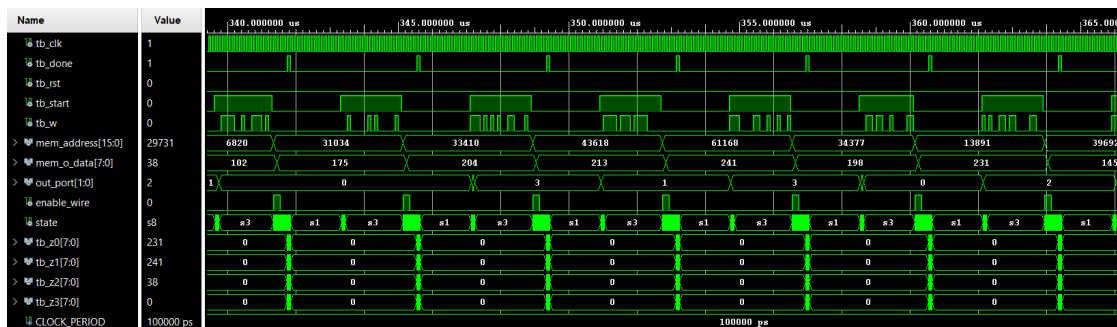 Name Value 340.000000 us 345.000000 us 350.000000 us 355.000000 us 360.000000 us 365.00
tb_clk 1
tb_done 1
tb_rst 0
tb_start 0
tb_w 0
mem_address[15:0] 29731 6820 31034 33410 43618 61168 34377 13891 39692
mem_o_data[7:0] 38 102 175 204 213 241 198 231 145
out_port[1:0] 2 1 0 3 1 3 0 2
enable_wire 0
state s8 s3 s1 s3 s1 s3 s1 s3 s1 s3 s1 s3 s1 s3 s1
tb_z0[7:0] 231 0 0 0 0 0 0 0
tb_z1[7:0] 241 0 0 0 0 0 0 0
tb_z2[7:0] 38 0 0 0 0 0 0 0
tb_z3[7:0] 0 0 0 0 0 0 0 0
CLOCK_PERIOD 100000 ps 100000 ps